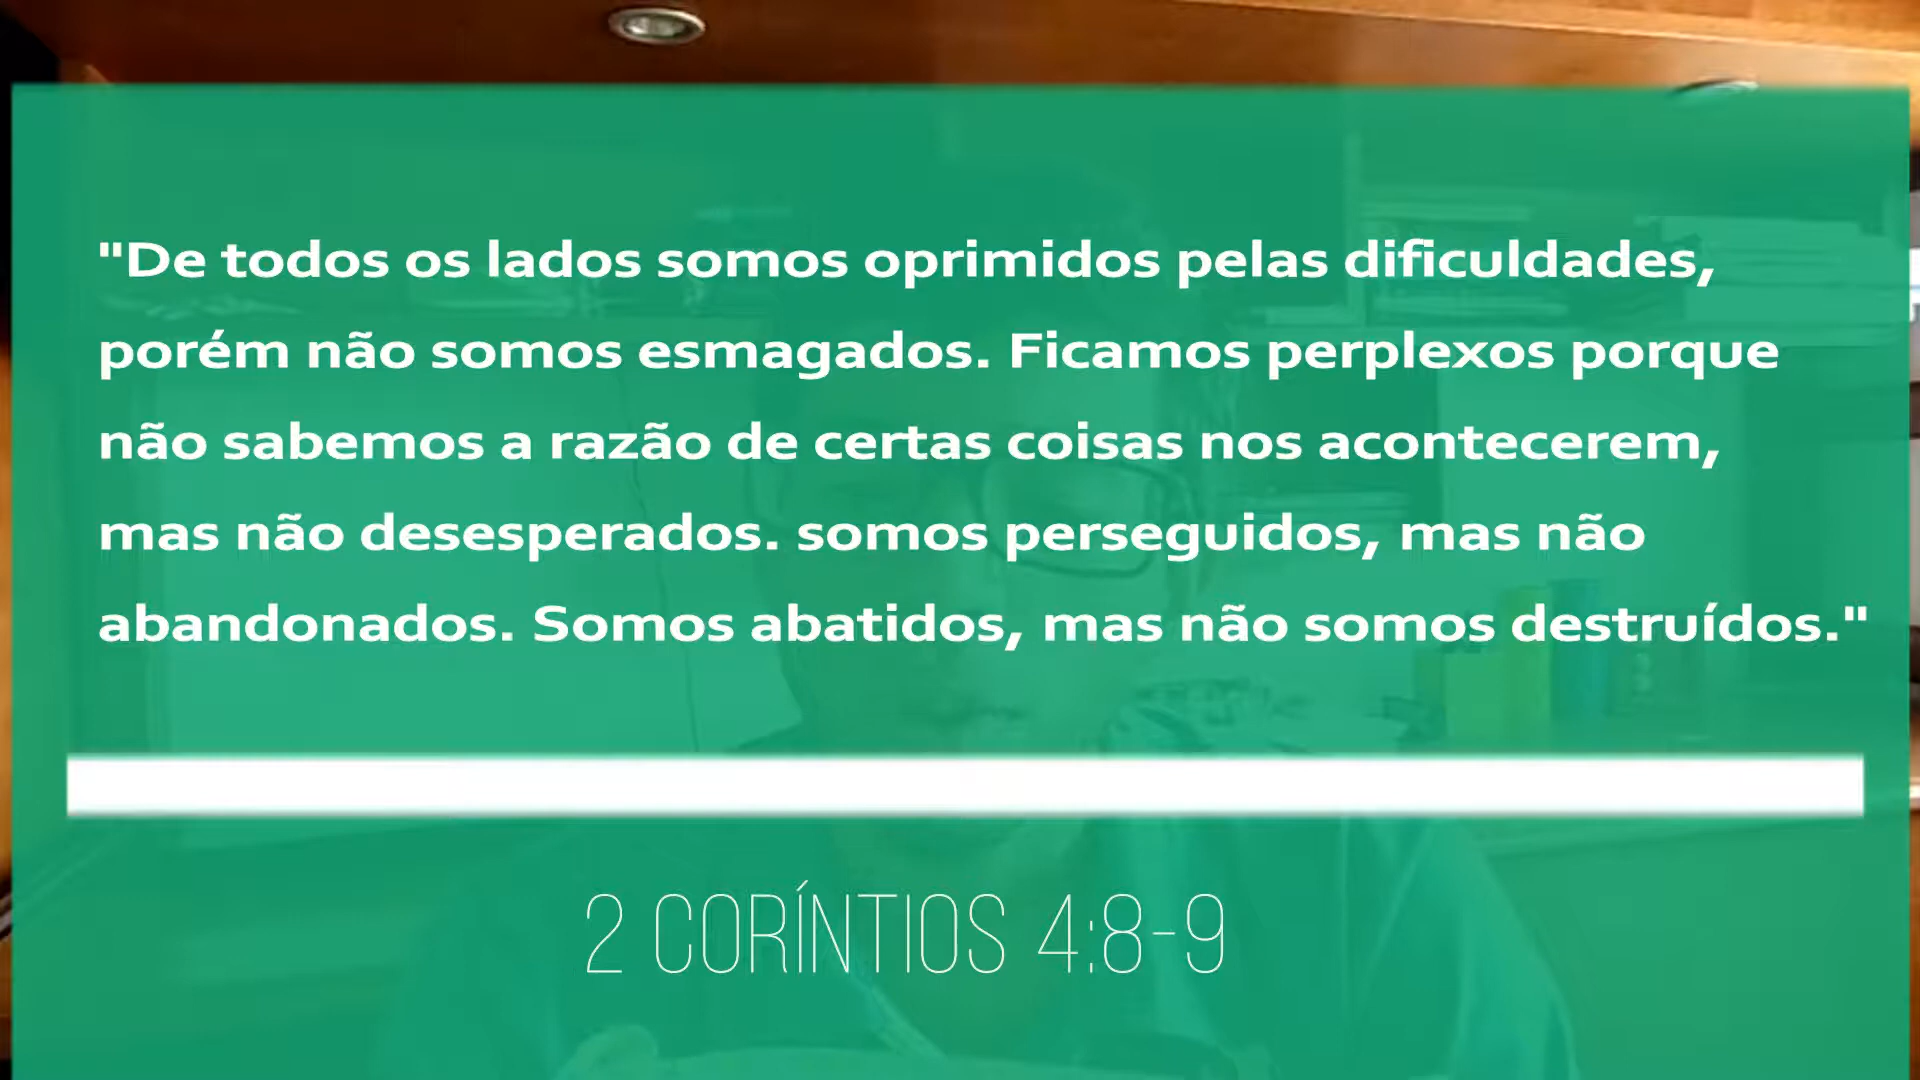 "De todos os lados somos oprimidos pelas dificuldades,
porém não somos esmagados. Ficamos perplexos porque
não sabemos a razão de certas coisas nos acontecerem,
mas não desesperados. somos perseguidos, mas não
abandonados. Somos abatidos, mas não somos destruídos."
2 CORÍNTIOS 4:8-9